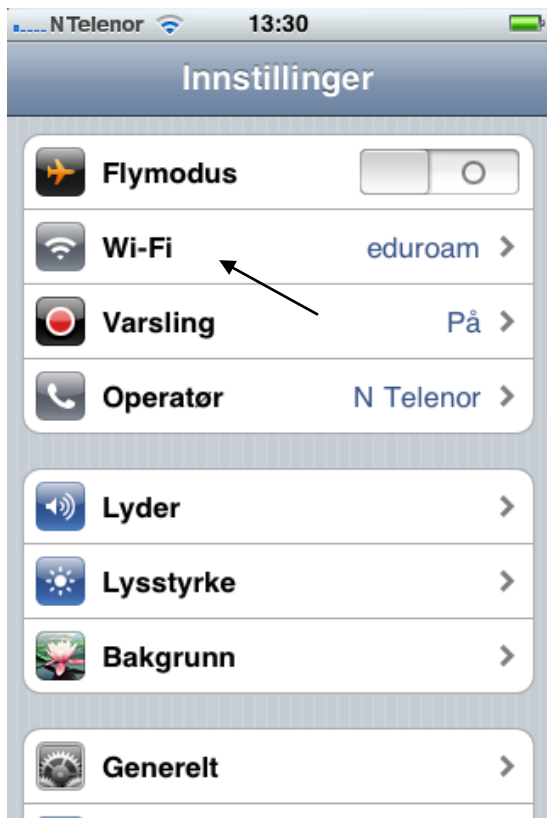 N Telenor 13:30
Innstillinger
Flymodus
Wi-Fi eduroam
Varsling På
Operatør N Telenor
Lyder
Lysstyrke
Bakgrunn
Generelt